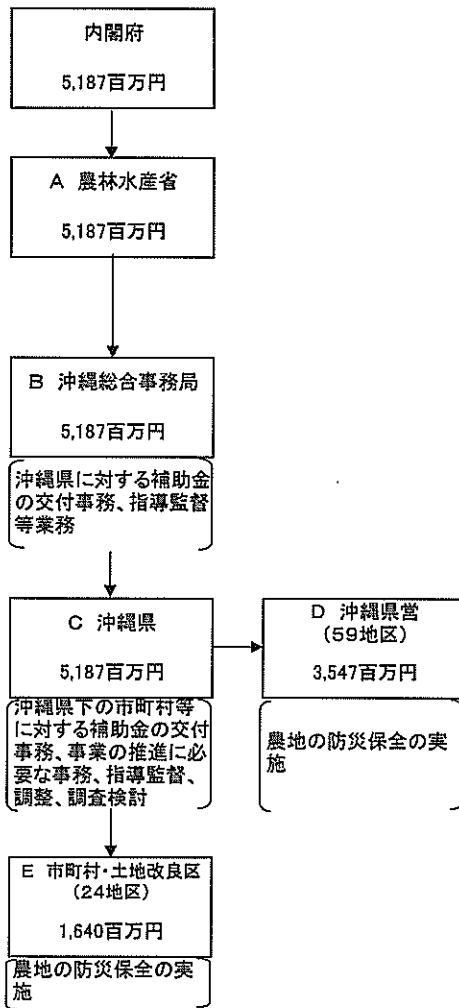 内閣府
5,187百万円
A 農林水産省
5,187百万円
B 沖縄総合事務局
5,187百万円
沖縄県に対する補助金
の交付事務、指導監督
等業務
C 沖縄県
5,187百万円
沖縄県下の市町村等
に対する補助金の交付
事務、事業の推進に必
要な事務、指導監督、
調整、調査検討
D 沖縄県営
(59地区)
3,547百万円
農地の防災保全の実
施
E 市町村・土地改良区
(24地区)
1,640百万円
農地の防災保全の実
施